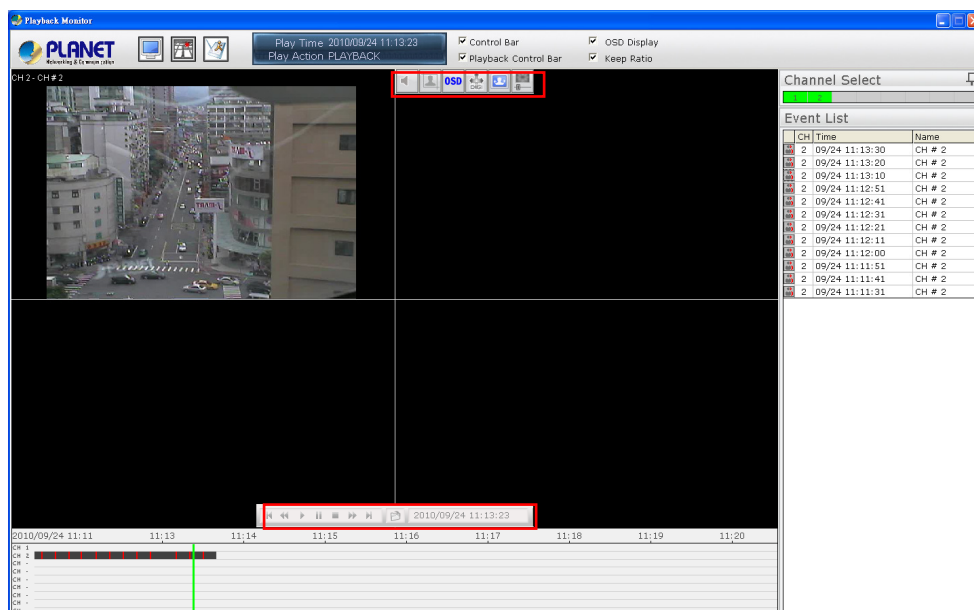 Playback Monitor
PLANET
Networking & Communication
Play Time 2010/09/24 11:13:23
Play Action PLAYBACK
Control Bar
OSD Display
Playback Control Bar
Keep Ratio
CH 2 - CH # 2
OSD
Channel Select
1 2
Event List
CH Time Name
2 09/24 11:13:30 CH # 2
2 09/24 11:13:20 CH # 2
2 09/24 11:13:10 CH # 2
2 09/24 11:12:51 CH # 2
2 09/24 11:12:41 CH # 2
2 09/24 11:12:31 CH # 2
2 09/24 11:12:21 CH # 2
2 09/24 11:12:11 CH # 2
2 09/24 11:12:00 CH # 2
2 09/24 11:11:51 CH # 2
2 09/24 11:11:41 CH # 2
2 09/24 11:11:31 CH # 2
2010/09/24 11:13:23
2010/09/24 11:11 11:13 11:14 11:15 11:16 11:17 11:18 11:19 11:20
CH 1
CH 2
CH -
CH -
CH -
CH -
CH -
CH -